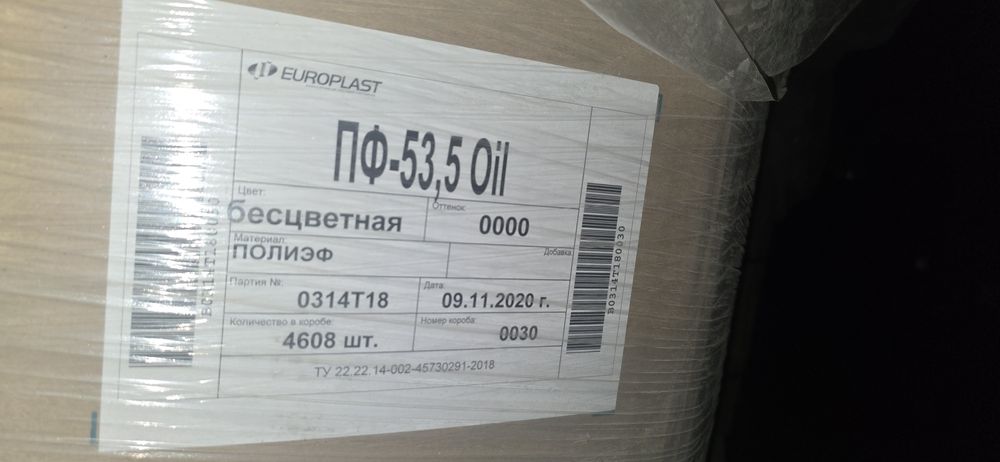 EUROPLAST
ПФ-53,5 Oil
Цвет:
бесцветная
Оттенок:
0000
Материал:
ПОЛИЭФ
Добавка:
Партия №:
0314T18
Дата:
09.11.2020 г.
Количество в коробе:
4608 шт.
Номер короба:
0030
ТУ 22.22.14-002-45730291-2018
B0314T180030